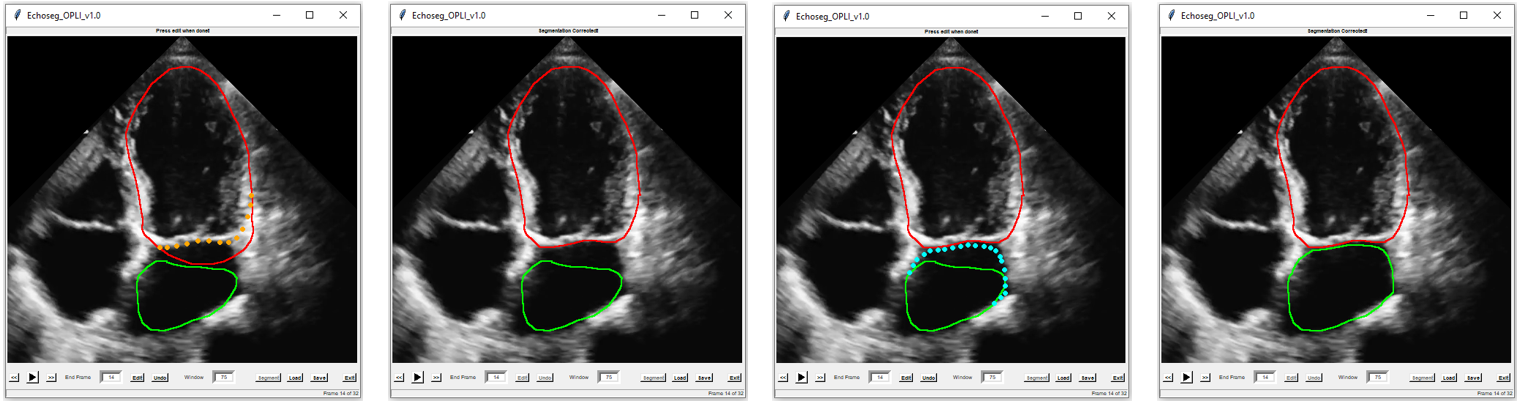 Echoseg_OPLI_v1.0
Press edit when done!
<< >> End Frame 14 Edit Undo Window 75 Segment Load Save Exit
Frame 14 of 32
Echoseg_OPLI_v1.0
Segmentation Corrected!
<< >> End Frame 14 Edit Undo Window 75 Segment Load Save Exit
Frame 14 of 32
Echoseg_OPLI_v1.0
Press edit when done!
<< >> End Frame 14 Edit Undo Window 75 Segment Load Save Exit
Frame 14 of 32
Echoseg_OPLI_v1.0
Segmentation Corrected!
<< >> End Frame 14 Edit Undo Window 75 Segment Load Save Exit
Frame 14 of 32